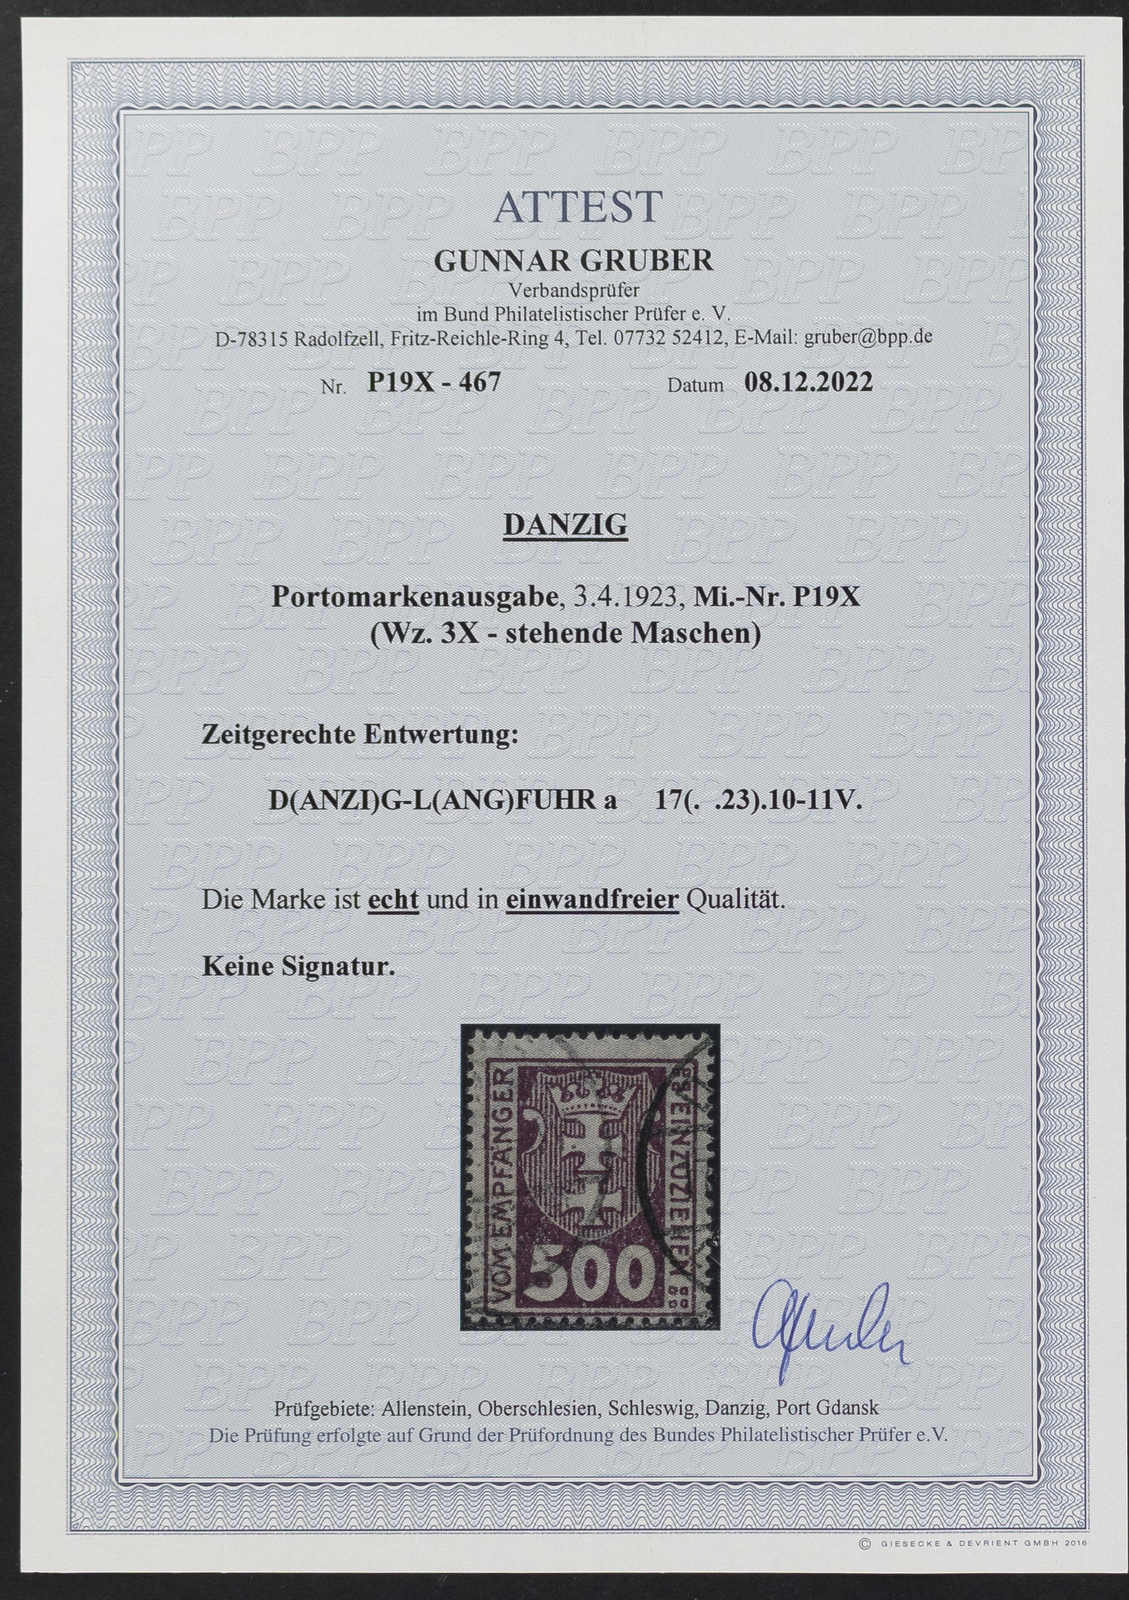 ATTEST
GUNNAR GRUBER
Verbandsprüfer
im Bund Philatelistischer Prüfer e. V.
D-78315 Radolfzell, Fritz-Reichle-Ring 4, Tel. 07732 52412, E-Mail: gruber@bpp.de
Nr. P19X - 467 Datum 08.12.2022
DANZIG
Portomarkenausgabe, 3.4.1923, Mi.-Nr. P19X
(Wz. 3X - stehende Maschen)
Zeitgerechte Entwertung:
D(ANZI)G-L(ANG)FUHR a 17(. .23).10-11V.
Die Marke ist echt und in einwandfreier Qualität.
Keine Signatur.
VOM EMPFÄNGER
EINZUZIEHEN
500
Prüfgebiete: Allenstein, Oberschlesien, Schleswig, Danzig, Port Gdansk
Die Prüfung erfolgte auf Grund der Prüfordnung des Bundes Philatelistischer Prüfer e.V.
© GIESECKE & DEVRIENT GMBH 2016